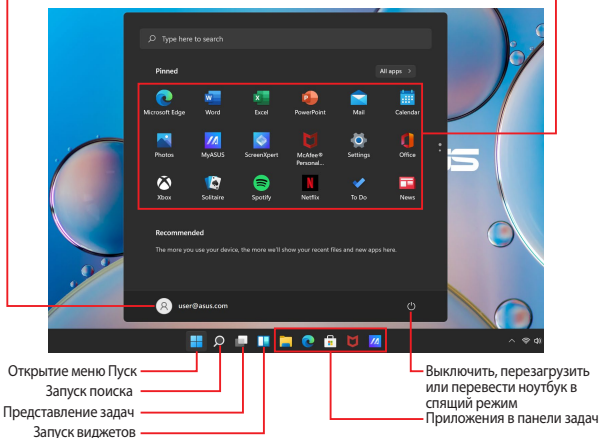 Type here to search
Pinned
All apps >
Microsoft Edge
Word
Excel
PowerPoint
Mail
Calendar
Photos
MyASUS
ScreenXpert
McAfee®
Personal...
Settings
Office
Xbox
Solitaire
Spotify
Netflix
To Do
News
Recommended
The more you use your device, the more we'll show your recent files and new apps here.
user@asus.com
Открытие меню Пуск
Запуск поиска
Представление задач
Запуск виджетов
Выключить, перезагрузить
или перевести ноутбук в
спящий режим
Приложения в панели задач